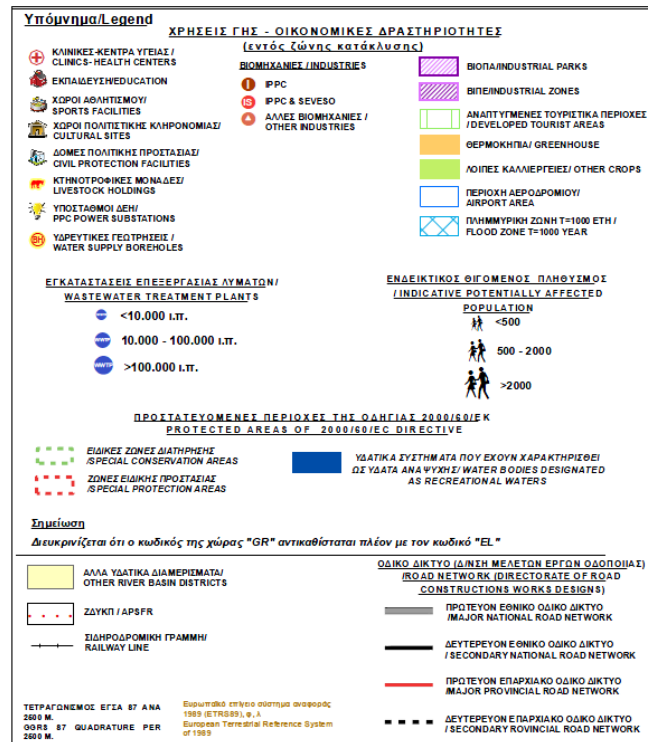 Υπόμνημα/Legend
ΧΡΗΣΕΙΣ ΓΗΣ - ΟΙΚΟΝΟΜΙΚΕΣ ΔΡΑΣΤΗΡΙΟΤΗΤΕΣ
(εντός ζώνης κατάκλυσης)
ΚΛΙΝΙΚΕΣ-ΚΕΝΤΡΑ ΥΓΕΙΑΣ /
CLINICS- HEALTH CENTERS
ΕΚΠΑΙΔΕΥΣΗ/EDUCATION
ΧΩΡΟΙ ΑΘΛΗΤΙΣΜΟΥ/
SPORTS FACILITIES
ΧΩΡΟΙ ΠΟΛΙΤΙΣΤΙΚΗΣ ΚΛΗΡΟΝΟΜΙΑΣ/
CULTURAL SITES
ΔΟΜΕΣ ΠΟΛΙΤΙΚΗΣ ΠΡΟΣΤΑΣΙΑΣ/
CIVIL PROTECTION FACILITIES
ΚΤΗΝΟΤΡΟΦΙΚΕΣ ΜΟΝΑΔΕΣ/
LIVESTOCK HOLDINGS
ΥΠΟΣΤΑΘΜΟΙ ΔΕΗ/
PPC POWER SUBSTATIONS
BH
ΥΔΡΕΥΤΙΚΕΣ ΓΕΩΤΡΗΣΕΙΣ /
WATER SUPPLY BOREHOLES
ΒΙΟΜΗΧΑΝΙΕΣ / INDUSTRIES
I IPPC
IS IPPC & SEVESO
ΑΛΛΕΣ ΒΙΟΜΗΧΑΝΙΕΣ /
OTHER INDUSTRIES
ΒΙΟΠΑ/INDUSTRIAL PARKS
ΒΙΠΕ/INDUSTRIAL ZONES
ΑΝΑΠΤΥΓΜΕΝΕΣ ΤΟΥΡΙΣΤΙΚΑ ΠΕΡΙΟΧΕΣ
/ DEVELOPED TOURIST AREAS
ΘΕΡΜΟΚΗΠΙΑ/ GREENHOUSE
ΛΟΙΠΕΣ ΚΑΛΛΙΕΡΓΕΙΕΣ/ OTHER CROPS
ΠΕΡΙΟΧΗ ΑΕΡΟΔΡΟΜΙΟΥ/
AIRPORT AREA
ΠΛΗΜΜΥΡΙΚΗ ΖΩΝΗ T=1000 ΕΤΗ /
FLOOD ZONE T=1000 YEAR
ΕΓΚΑΤΑΣΤΑΣΕΙΣ ΕΠΕΞΕΡΓΑΣΙΑΣ ΛΥΜΑΤΩΝ/
WASTEWATER TREATMENT PLANTS
<10.000 ι.π.
WWTP 10.000 - 100.000 ι.π.
WWTP >100.000 ι.π.
ΕΝΔΕΙΚΤΙΚΟΣ ΘΙΓΟΜΕΝΟΣ ΠΛΗΘΥΣΜΟΣ
/ INDICATIVE POTENTIALLY AFFECTED
POPULATION
<500
500 - 2000
>2000
ΠΡΟΣΤΑΤΕΥΟΜΕΝΕΣ ΠΕΡΙΟΧΕΣ ΤΗΣ ΟΔΗΓΙΑΣ 2000/60/ΕΚ
PROTECTED AREAS OF 2000/60/EC DIRECTIVE
ΕΙΔΙΚΕΣ ΖΩΝΕΣ ΔΙΑΤΗΡΗΣΗΣ
/SPECIAL CONSERVATION AREAS
ΖΩΝΕΣ ΕΙΔΙΚΗΣ ΠΡΟΣΤΑΣΙΑΣ
/SPECIAL PROTECTION AREAS
ΥΔΑΤΙΚΑ ΣΥΣΤΗΜΑΤΑ ΠΟΥ ΕΧΟΥΝ ΧΑΡΑΚΤΗΡΙΣΘΕΙ
ΩΣ ΥΔΑΤΑ ΑΝΑΨΥΧΗΣ/ WATER BODIES DESIGNATED
AS RECREATIONAL WATERS
Σημείωση
Διευκρινίζεται ότι ο κωδικός της χώρας "GR" αντικαθίσταται πλέον με τον κωδικό "EL"
ΑΛΛΑ ΥΔΑΤΙΚΑ ΔΙΑΜΕΡΙΣΜΑΤΑ/
OTHER RIVER BASIN DISTRICTS
ΖΔΥΚΠ / APSFR
ΣΙΔΗΡΟΔΡΟΜΙΚΗ ΓΡΑΜΜΗ/
RAILWAY LINE
ΤΕΤΡΑΓΩΝΙΣΜΟΣ ΕΓΣΑ 87 ΑΝΑ
2500 Μ.
GGRS 87 QUADRATURE PER
2500 M.
Ευρωπαϊκό επίγειο σύστημα αναφοράς
1989 (ETRS89), φ, λ
European Terrestrial Reference System
of 1989
ΟΔΙΚΟ ΔΙΚΤΥΟ (Δ/ΝΣΗ ΜΕΛΕΤΩΝ ΕΡΓΩΝ ΟΔΟΠΟΙΙΑΣ)
/ROAD NETWORK (DIRECTORATE OF ROAD
CONSTRUCTIONS WORKS DESIGNS)
ΠΡΩΤΕΥΟΝ ΕΘΝΙΚΟ ΟΔΙΚΟ ΔΙΚΤΥΟ
/MAJOR NATIONAL ROAD NETWORK
ΔΕΥΤΕΡΕΥΟΝ ΕΘΝΙΚΟ ΟΔΙΚΟ ΔΙΚΤΥΟ
/ SECONDARY NATIONAL ROAD NETWORK
ΠΡΩΤΕΥΟΝ ΕΠΑΡΧΙΑΚΟ ΟΔΙΚΟ ΔΙΚΤΥΟ
/MAJOR PROVINCIAL ROAD NETWORK
ΔΕΥΤΕΡΕΥΟΝ ΕΠΑΡΧΙΑΚΟ ΟΔΙΚΟ ΔΙΚΤΥΟ
/ SECONDARY ROVINCIAL ROAD NETWORK